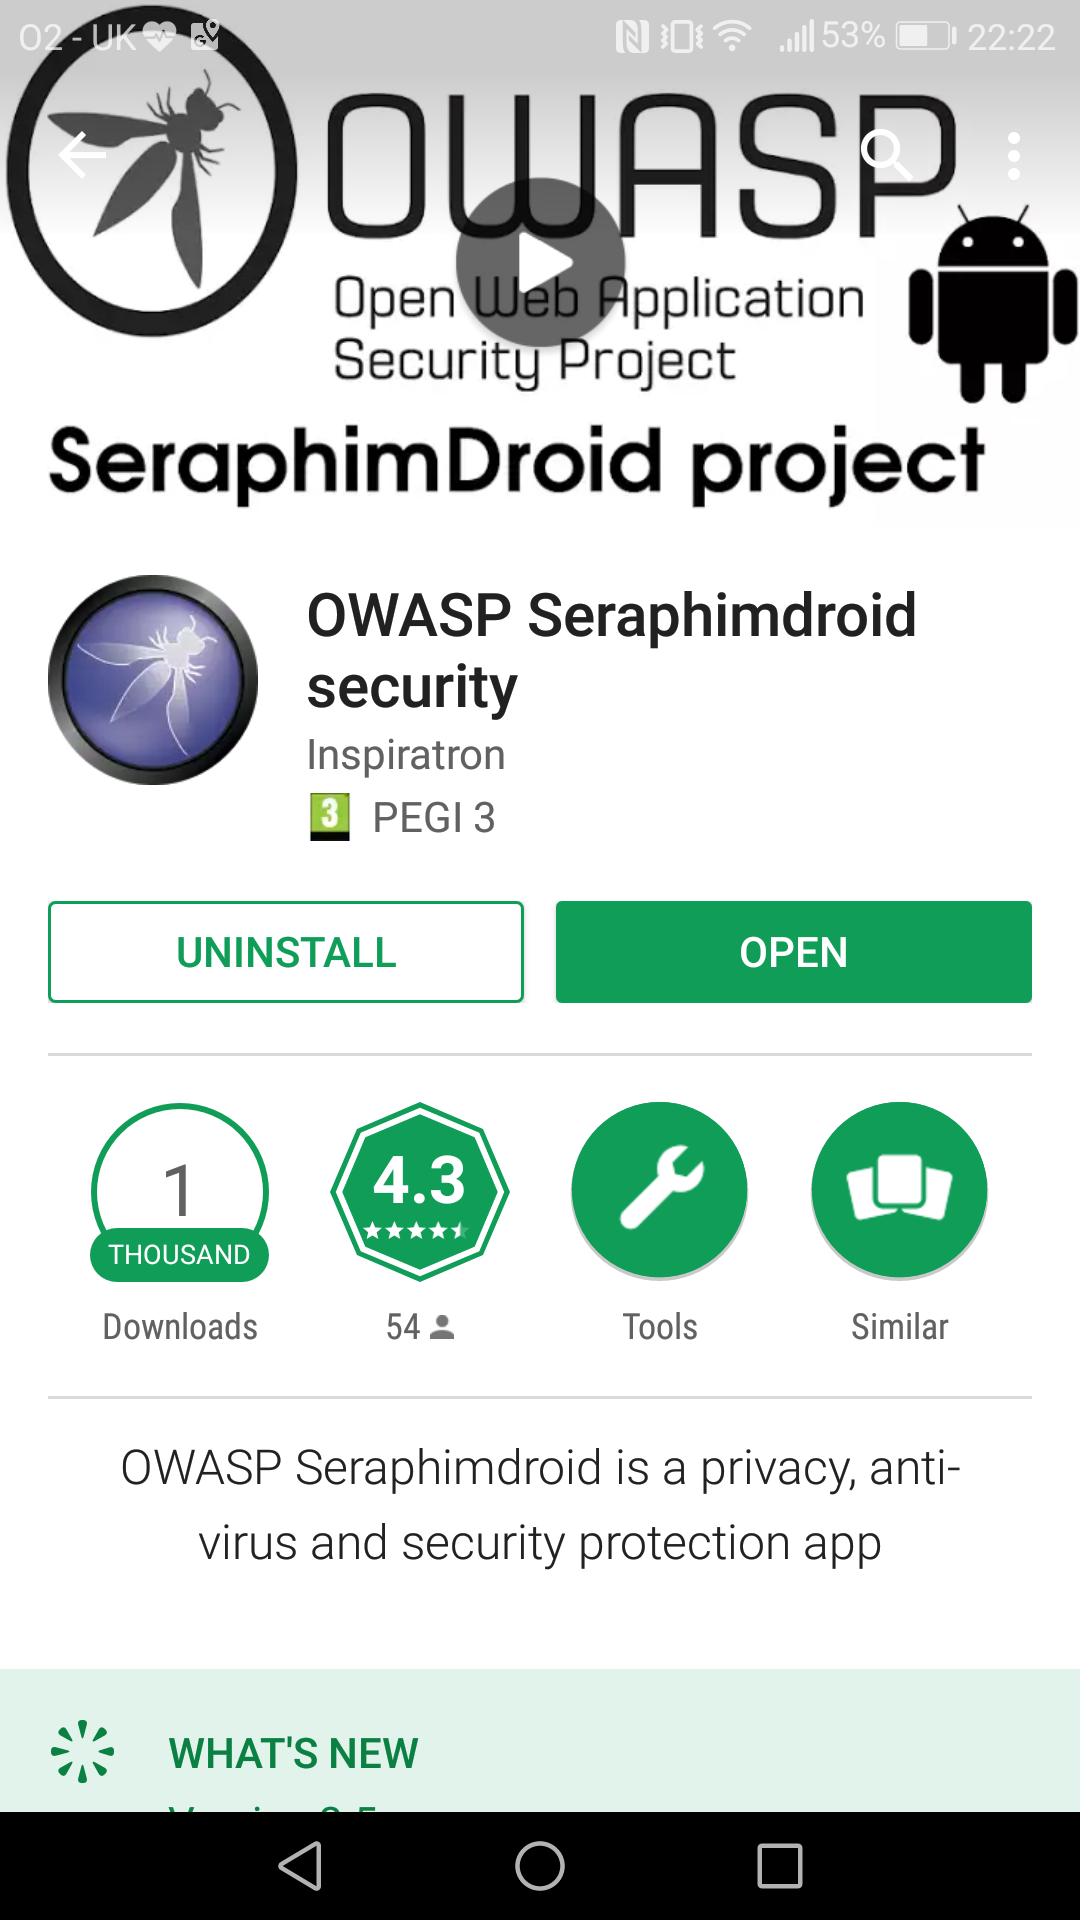 O2 - UK 53% 22:22
OWASP
Open Web Application
Security Project
SeraphimDroid project
OWASP Seraphimdroid
security
Inspiratron
3 PEGI 3
UNINSTALL OPEN
1 4.3
THOUSAND
Downloads 54 Tools Similar
OWASP Seraphimdroid is a privacy, anti-
virus and security protection app
WHAT'S NEW